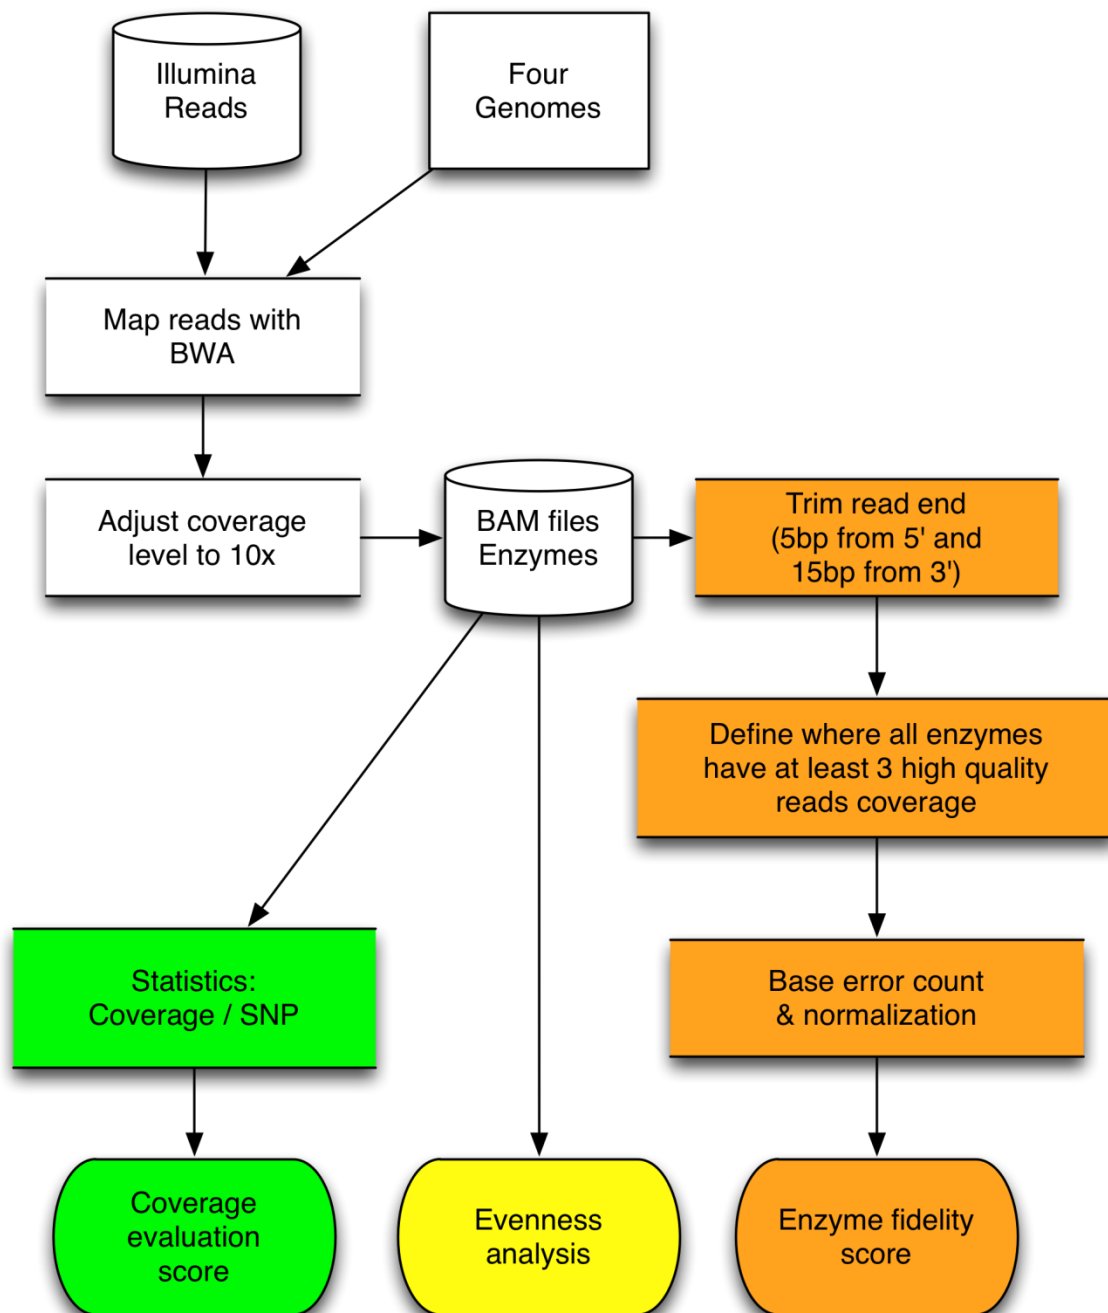 Illumina
Reads
Four
Genomes
Map reads with
BWA
Adjust coverage
level to 10x
BAM files
Enzymes
Trim read end
(5bp from 5' and
15bp from 3')
Define where all enzymes
have at least 3 high quality
reads coverage
Statistics:
Coverage / SNP
Base error count
& normalization
Coverage
evaluation
score
Evenness
analysis
Enzyme fidelity
score